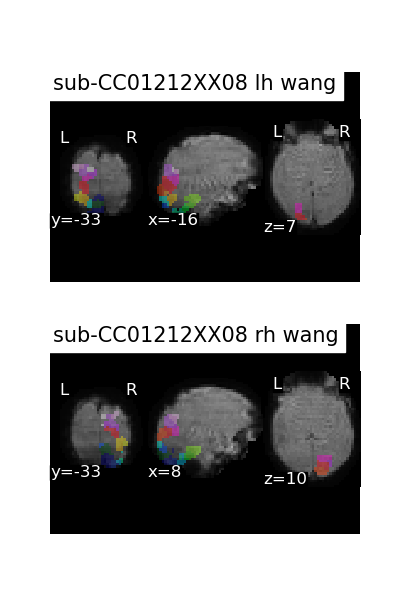 sub-CC01212XX08 lh wang
L R L R
y=-33 x=-16 z=7
sub-CC01212XX08 rh wang
L R L R
y=-33 x=8 z=10